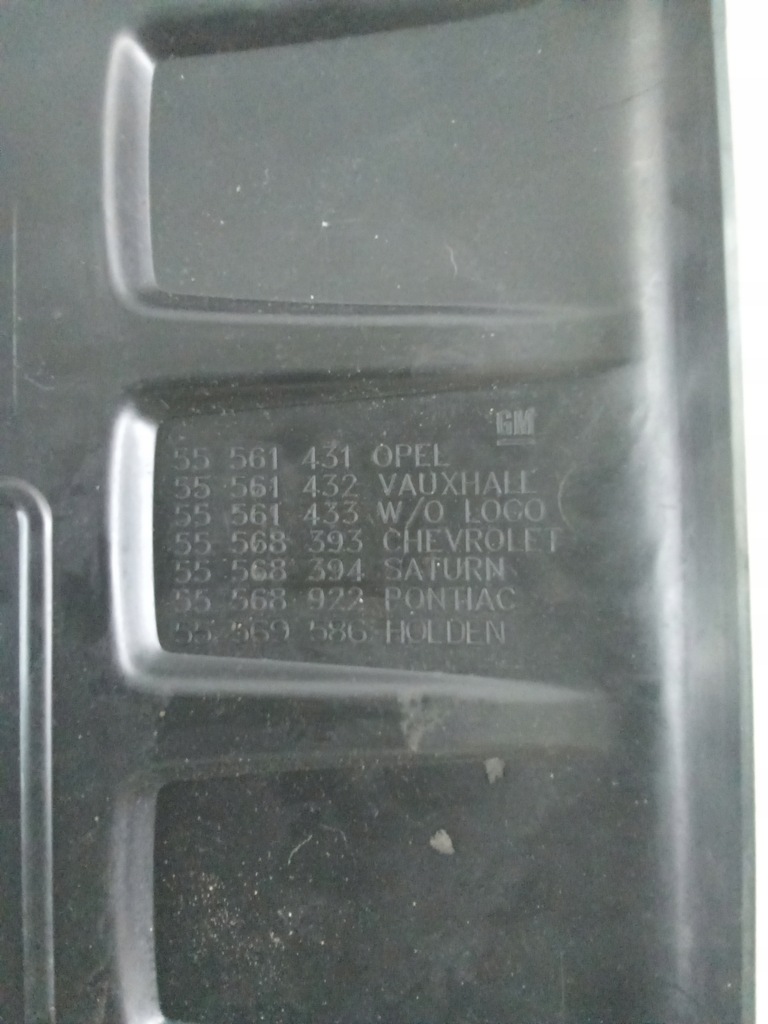 GM
55 561 431 OPEL
55 561 432 VAUXHALL
55 561 433 W/O LOGO
55 568 393 CHEVROLET
55 568 394 SATURN
55 568 922 PONTIAC
55 569 586 HOLDEN